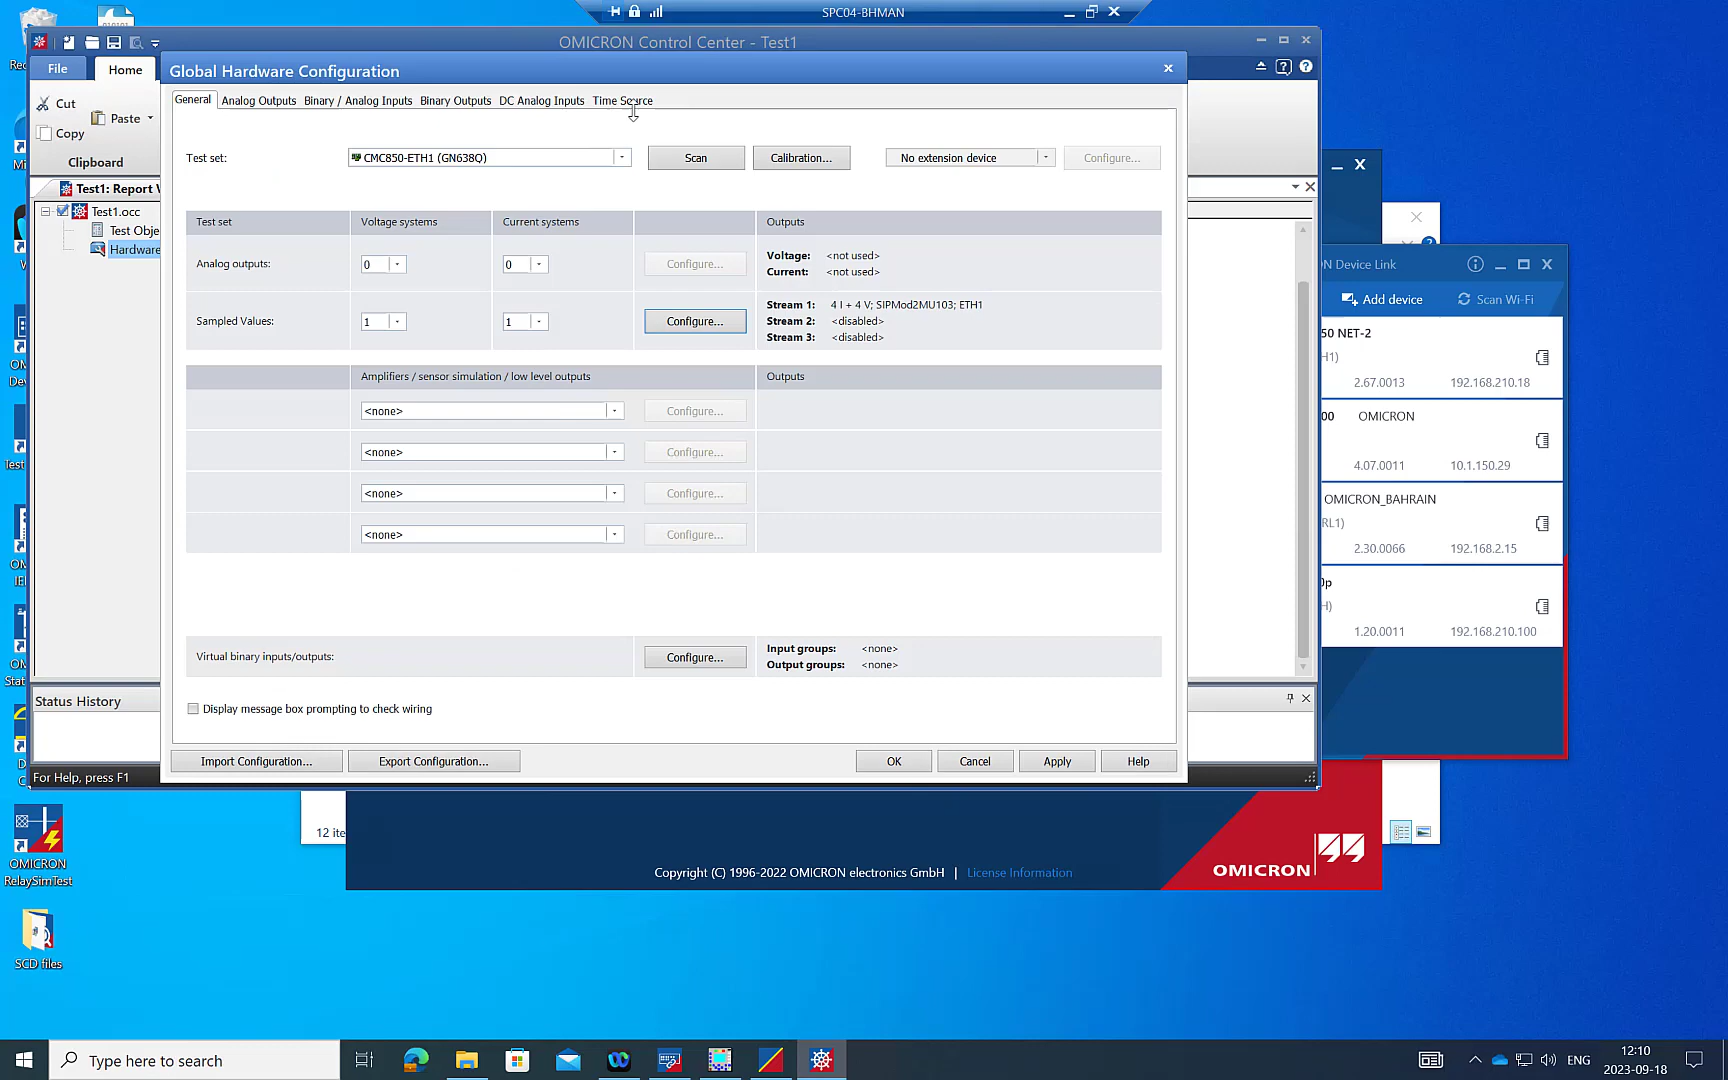 SPC04-BHMAN
OMICRON Control Center - Test1
File
Home
Cut
Copy
Paste
Clipboard
Global Hardware Configuration
General
Analog Outputs
Binary / Analog Inputs
Binary Outputs
DC Analog Inputs
Time Source
Test set:
CMC850-ETH1 (GN638Q)
Scan
Calibration...
No extension device
Configure...
Test set
Voltage systems
Current systems
Outputs
Analog outputs:
0
0
Configure...
Voltage: <not used>
Current: <not used>
Sampled Values:
1
1
Configure...
Stream 1: 4 I + 4 V; SIPMod2MU103; ETH1
Stream 2: <disabled>
Stream 3: <disabled>
Amplifiers / sensor simulation / low level outputs
Outputs
<none>
Configure...
<none>
Configure...
<none>
Configure...
<none>
Configure...
Virtual binary inputs/outputs:
Configure...
Input groups: <none>
Output groups: <none>
Display message box prompting to check wiring
Import Configuration...
Export Configuration...
OK
Cancel
Apply
Help
Test1: Report
Test1.occ
Test Obje
Hardware
Status History
For Help, press F1
N Device Link
Add device
Scan Wi-Fi
50 NET-2
H1)
2.67.0013
192.168.210.18
00
OMICRON
4.07.0011
10.1.150.29
OMICRON_BAHRAIN
RL1)
2.30.0066
192.168.2.15
0p
H)
1.20.0011
192.168.210.100
12 ite
Copyright (C) 1996-2022 OMICRON electronics GmbH | License Information
OMICRON
OMICRON
RelaySimTest
SCD files
Type here to search
ENG
12:10
2023-09-18